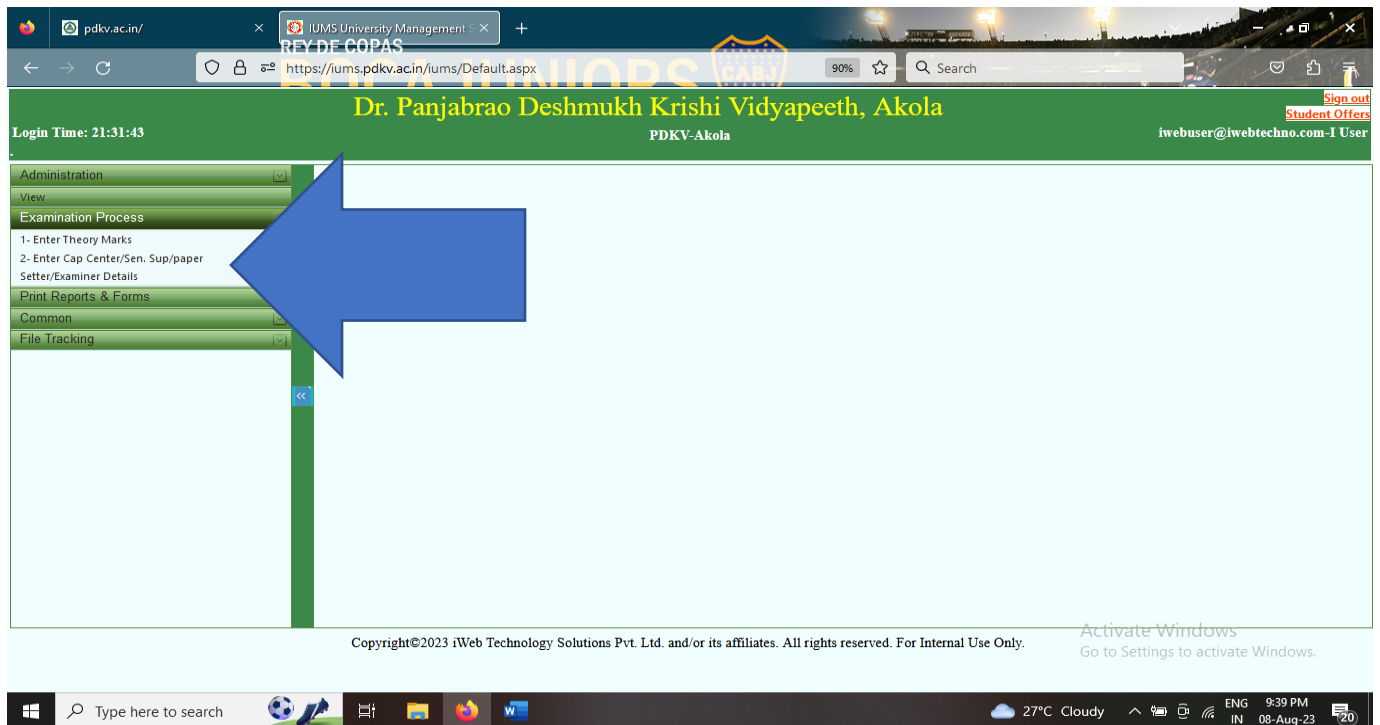 pdkv.ac.in/
IUMS University Management S
REY DE COPAS
https://iums.pdkv.ac.in/iums/Default.aspx
90%
Search
BOCA JUNIORS
CABJ
Dr. Panjabrao Deshmukh Krishi Vidyapeeth, Akola
Sign out
Student Offers
Login Time: 21:31:43
PDKV-Akola
iwebuser@iwebtechno.com-I User
.
Administration
View
Examination Process
1- Enter Theory Marks
2- Enter Cap Center/Sen. Sup/paper
Setter/Examiner Details
Print Reports & Forms
Common
File Tracking
Copyright©2023 iWeb Technology Solutions Pvt. Ltd. and/or its affiliates. All rights reserved. For Internal Use Only.
Activate Windows
Go to Settings to activate Windows.
Type here to search
27°C Cloudy
ENG
IN
9:39 PM
08-Aug-23
20